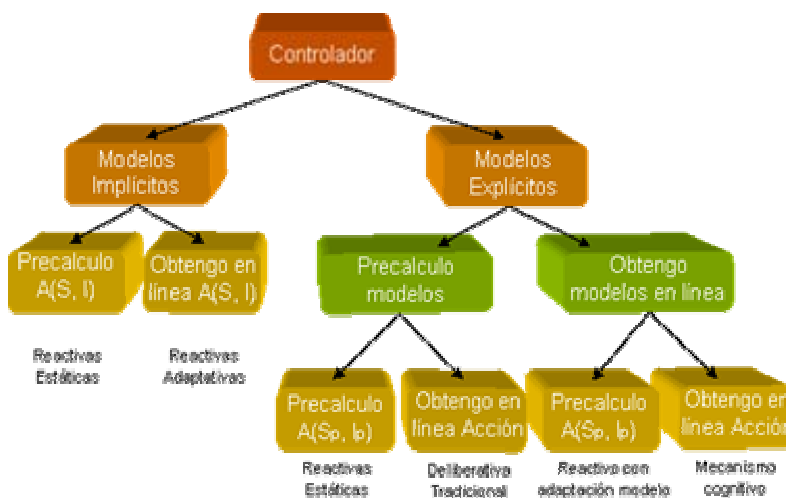 Controlador
Modelos
Implícitos
Modelos
Explícitos
Precalculo
A(S, I)
Obtengo en
línea A(S, I)
Precalculo
modelos
Obtengo
modelos en línea
Reactivas
Estáticas
Reactivas
Adaptativas
Precalculo
A(Sp, Ip)
Obtengo en
línea Acción
Precalculo
A(Sp, Ip)
Obtengo en
línea Acción
Reactivas
Estáticas
Deliberativa
Tradicional
Reactivo con
adaptación modelo
Mecanismo
cognitivo